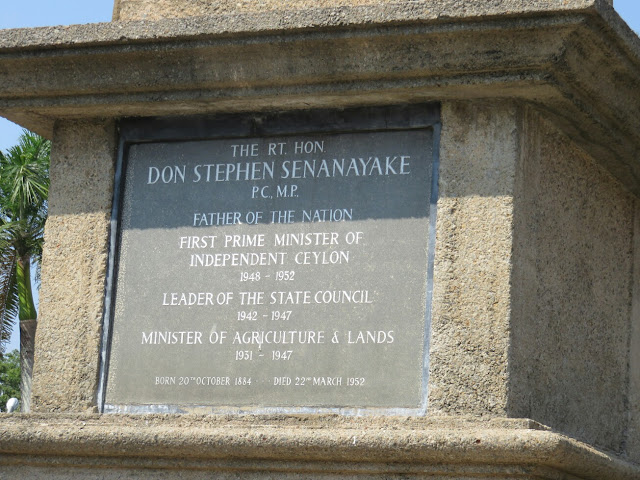 THE RT. HON
DON STEPHEN SENANAYAKE
P.C., M.P.,
FATHER OF THE NATION
FIRST PRIME MINISTER OF
INDEPENDENT CEYLON
1948 - 1952
LEADER OF THE STATE COUNCIL
1942 - 1947
MINISTER OF AGRICULTURE & LANDS
1931 - 1947
BORN 20TH OCTOBER 1884 DIED 22ND MARCH 1952